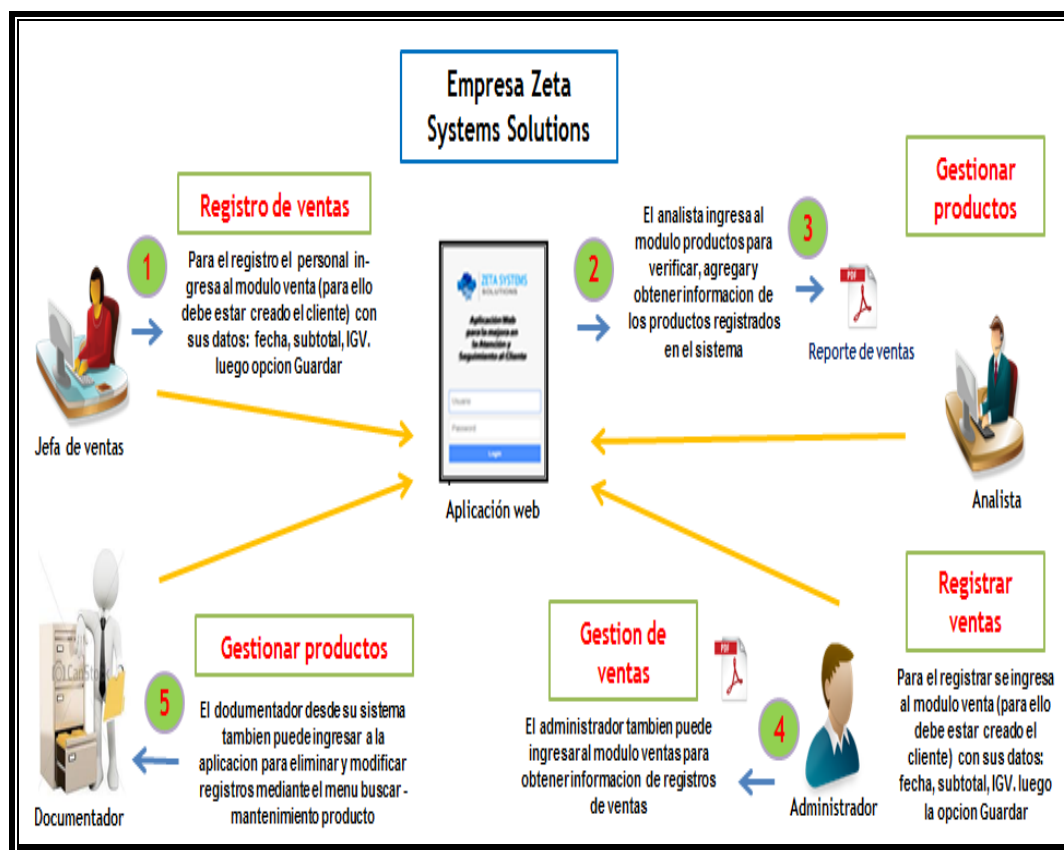 Empresa Zeta
Systems Solutions
Registro de ventas
1
Para el registro el personal in-
gresa al modulo venta (para ello
debe estar creado el cliente) con
sus datos: fecha, subtotal, IGV.
luego opcion Guardar
Jefa de ventas
ZETA SYSTEMS
SOLUTIONS
Aplicación Web
para la mejora en
la Atención y
Seguimiento al Cliente
Usuario
Password
Login
Aplicación web
2
El analista ingresa al
modulo productos para
verificar, agregar y
obtener informacion de
los productos registrados
en el sistema
3
PDF
Reporte de ventas
Gestionar
productos
Analista
Documentador
5
Gestionar productos
El dodumentador desde su sistema
tambien puede ingresar a la
aplicacion para eliminar y modificar
registros mediante el menu buscar -
mantenimiento producto
Gestion de
ventas
PDF
El administrador tambien puede
ingresar al modulo ventas para
obtener informacion de registros
de ventas
4
Administrador
Registrar
ventas
Para el registrar se ingresa
al modulo venta (para ello
debe estar creado el
cliente) con sus datos:
fecha, subtotal, IGV. luego
la opcion Guardar